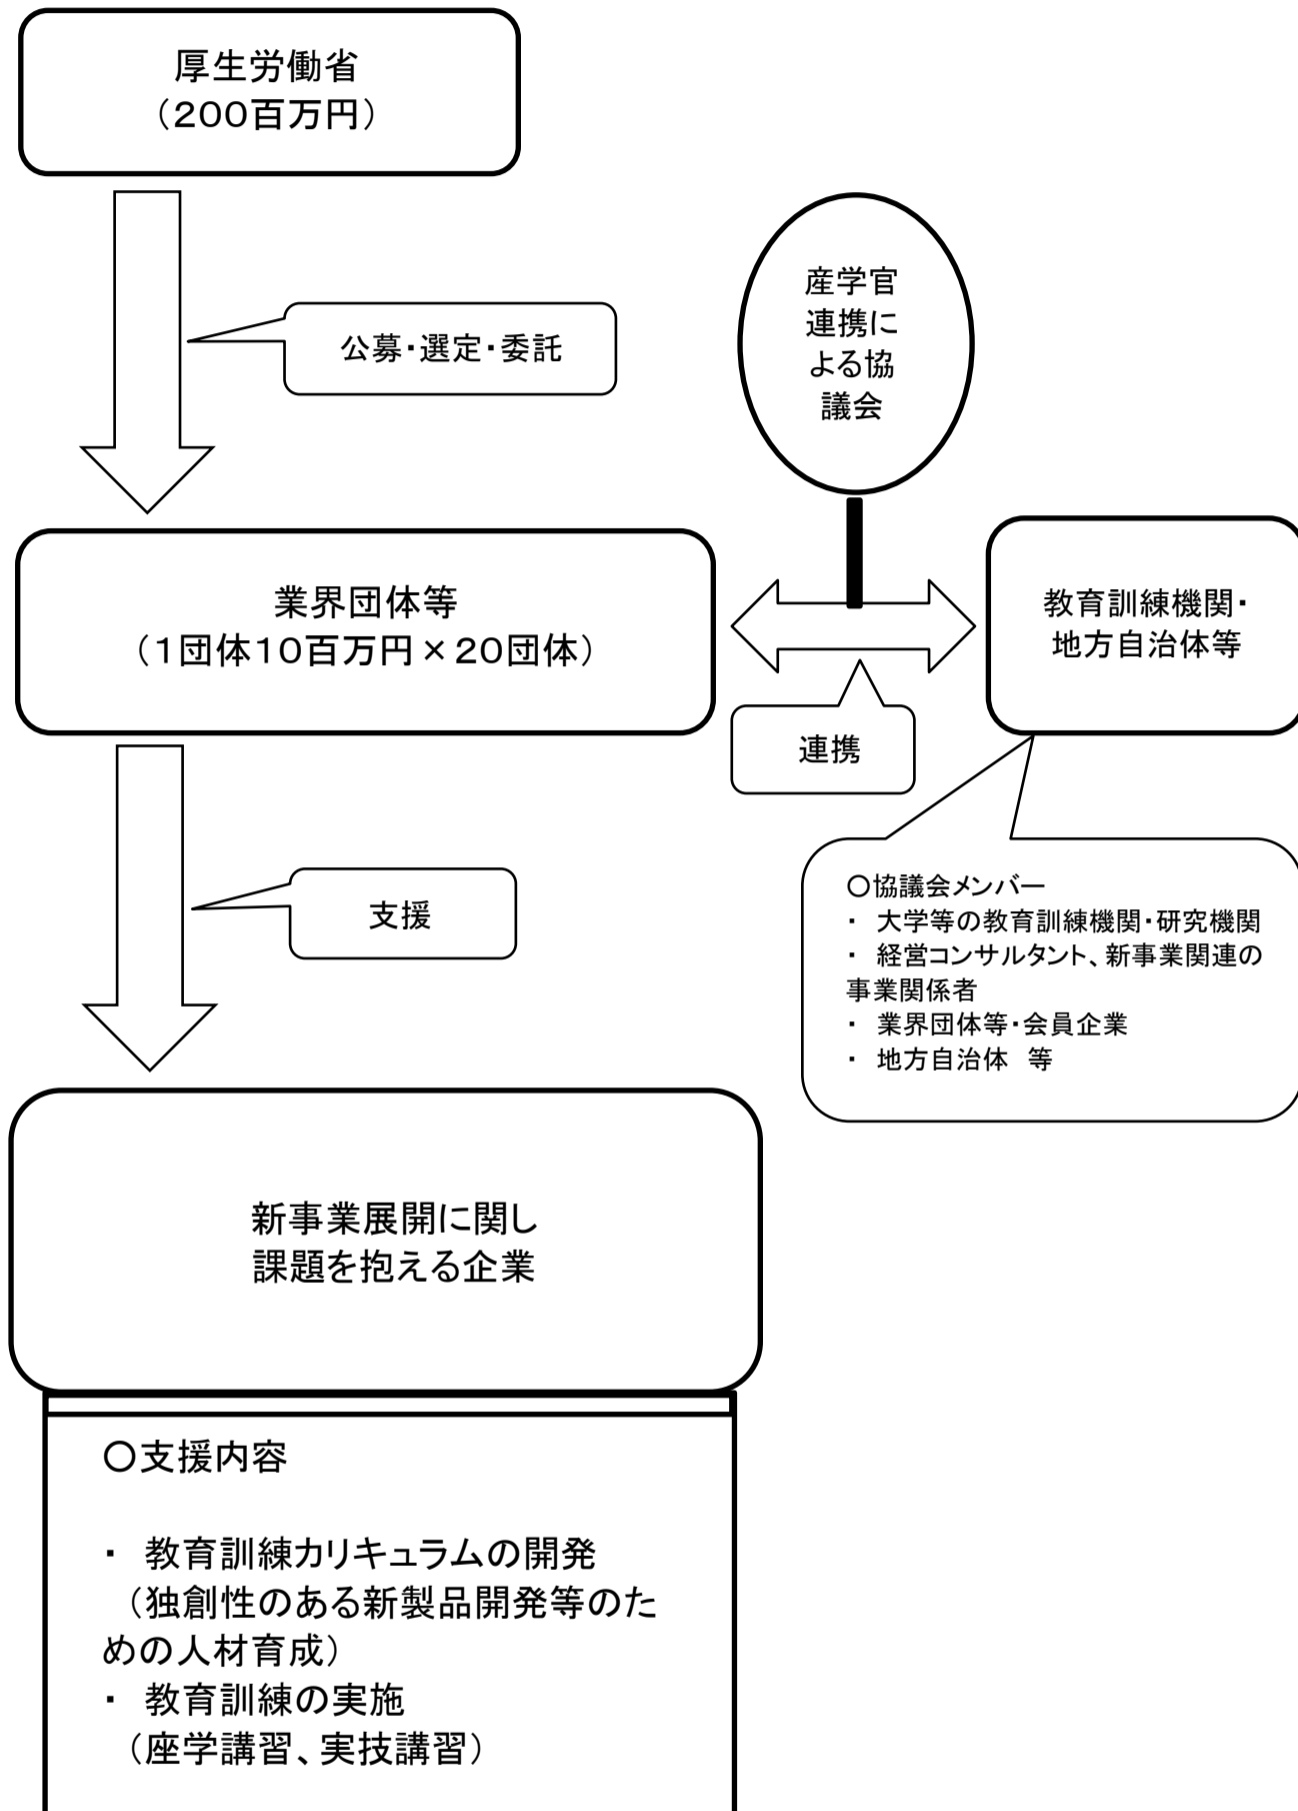 厚生労働省
（200百万円）
公募・選定・委託
産学官
連携に
よる協
議会
業界団体等
（1団体10百万円×20団体）
教育訓練機関・
地方自治体等
連携
支援
〇協議会メンバー
・ 大学等の教育訓練機関・研究機関
・ 経営コンサルタント、新事業関連の
事業関係者
・ 業界団体等・会員企業
・ 地方自治体　等
新事業展開に関し
課題を抱える企業
〇支援内容
・ 教育訓練カリキュラムの開発
（独創性のある新製品開発等のた
めの人材育成）
・ 教育訓練の実施
（座学講習、実技講習）